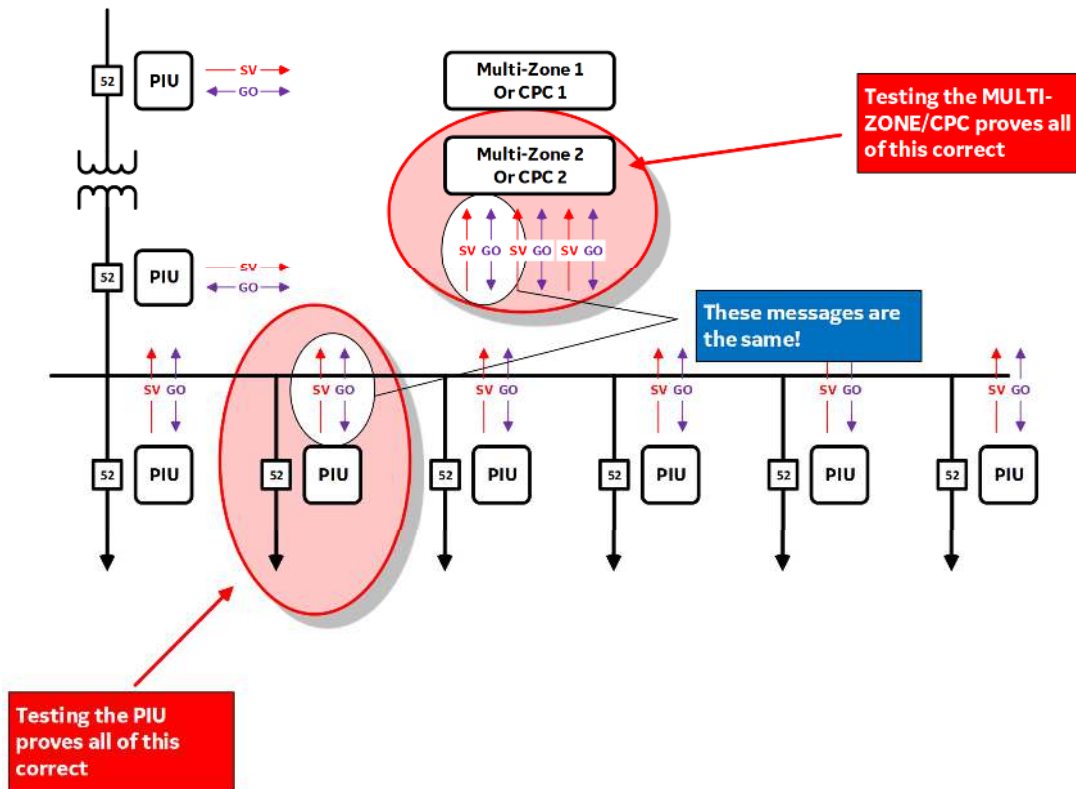 52
PIU
SV
GO
Multi-Zone 1
Or CPC 1
Testing the MULTI-
ZONE/CPC proves all
of this correct
Multi-Zone 2
Or CPC 2
SV GO SV GO SV GO
52
PIU
SV
GO
These messages are
the same!
SV GO
SV GO
SV GO
SV GO
SV GO
SV GO
52 PIU
52 PIU
52 PIU
52 PIU
52 PIU
52 PIU
Testing the PIU
proves all of this
correct